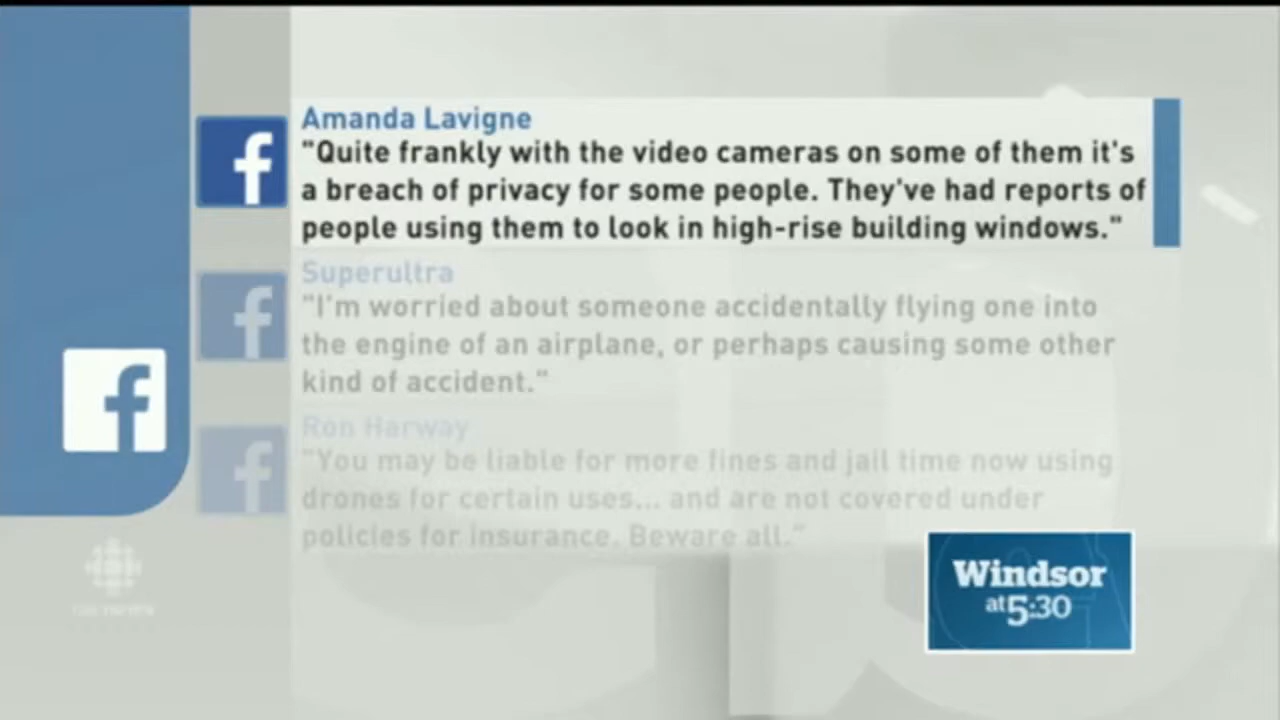 Amanda Lavigne
"Quite frankly with the video cameras on some of them it's
a breach of privacy for some people. They've had reports of
people using them to look in high-rise building windows."
Superultra
"I'm worried about someone accidentally flying one into
the engine of an airplane, or perhaps causing some other
kind of accident."
Ron Harway
"You may be liable for more fines and jail time now using
drones for certain uses... and are not covered under
policies for insurance. Beware all."
Windsor
at 5:30